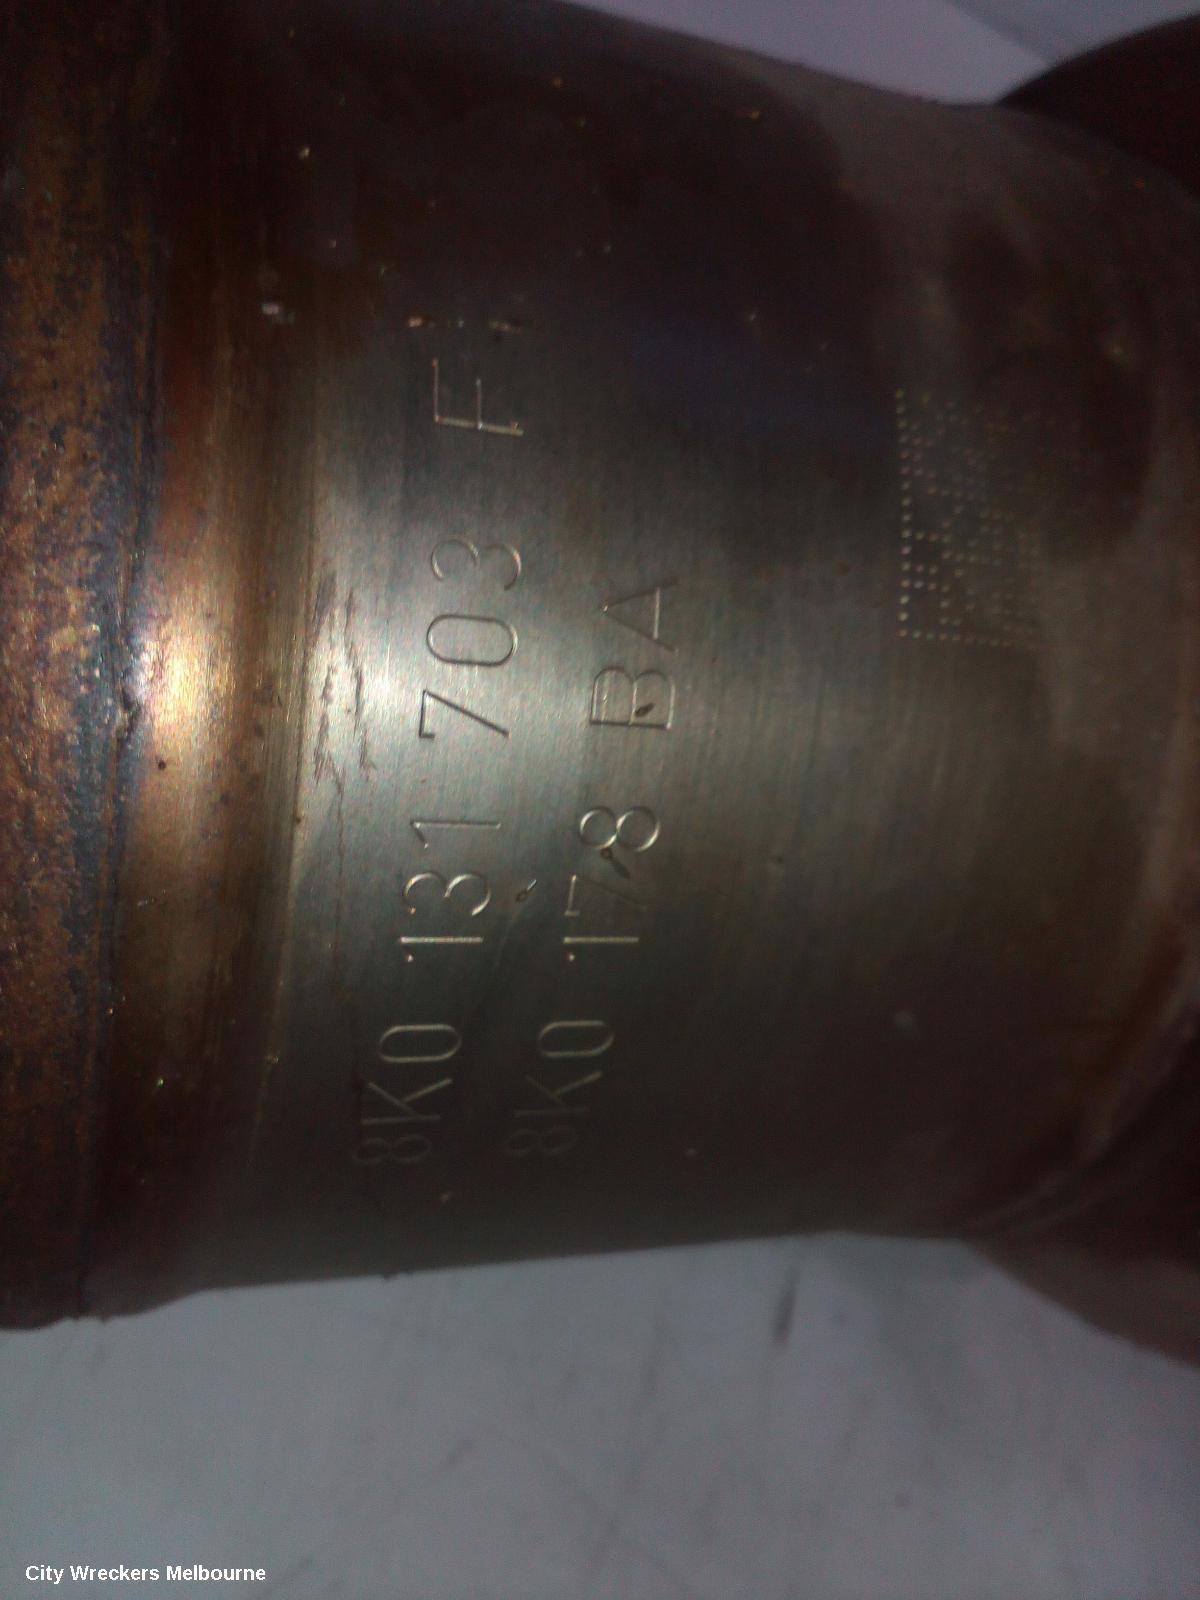 8K0 131 703 F
8K0 178 BA
City Wreckers Melbourne